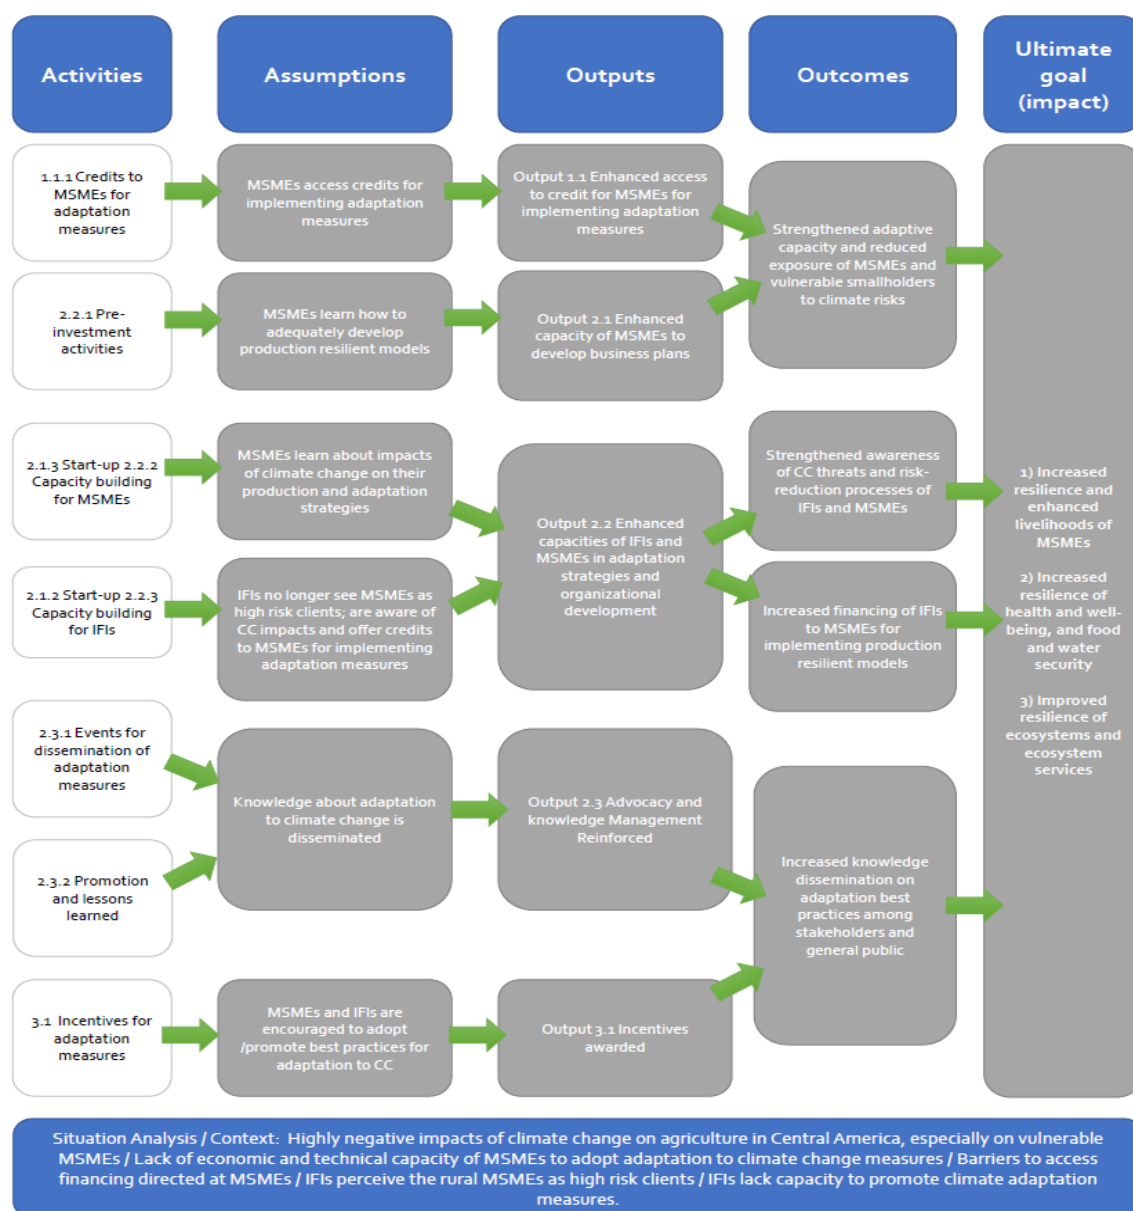 Activities
Assumptions
Outputs
Outcomes
Ultimate
goal
(impact)
1.1.1 Credits to
MSMEs for
adaptation
measures
MSMEs access credits for
implementing adaptation
measures
Output 1.1 Enhanced access
to credit for MSMEs for
implementing adaptation
measures
Strengthened adaptive
capacity and reduced
exposure of MSMEs and
vulnerable smallholders
to climate risks
2.2.1 Pre-
investment
activities
MSMEs learn how to
adequately develop
production resilient models
Output 2.1 Enhanced
capacity of MSMEs to
develop business plans
2.1.3 Start-up 2.2.2
Capacity building
for MSMEs
MSMEs learn about impacts
of climate change on their
production and adaptation
strategies
Output 2.2 Enhanced
capacities of IFIs and
MSMEs in adaptation
strategies and
organizational
development
Strengthened awareness
of CC threats and risk-
reduction processes of
IFIs and MSMEs
2.1.2 Start-up 2.2.3
Capacity building
for IFIs
IFIs no longer see MSMEs as
high risk clients; are aware of
CC impacts and offer credits
to MSMEs for implementing
adaptation measures
Increased financing of IFIs
to MSMEs for
implementing production
resilient models
1) Increased
resilience and
enhanced
livelihoods of
MSMEs
2) Increased
resilience of
health and well-
being, and food
and water
security
3) Improved
resilience of
ecosystems and
ecosystem
services
2.3.1 Events for
dissemination of
adaptation
measures
Knowledge about adaptation
to climate change is
disseminated
Output 2.3 Advocacy and
knowledge Management
Reinforced
Increased knowledge
dissemination on
adaptation best
practices among
stakeholders and
general public
2.3.2 Promotion
and lessons
learned
3.1 Incentives for
adaptation
measures
MSMEs and IFIs are
encouraged to adopt
/promote best practices for
adaptation to CC
Output 3.1 Incentives
awarded
Situation Analysis / Context: Highly negative impacts of climate change on agriculture in Central America, especially on vulnerable
MSMEs / Lack of economic and technical capacity of MSMEs to adopt adaptation to climate change measures / Barriers to access
financing directed at MSMEs / IFIs perceive the rural MSMEs as high risk clients / IFIs lack capacity to promote climate adaptation
measures.